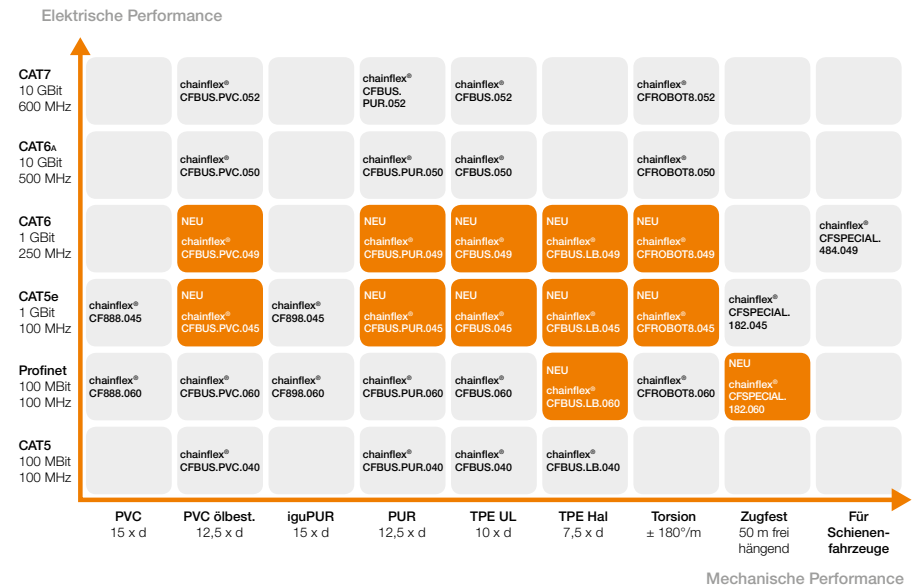 Elektrische Performance
CAT7
10 GBit
600 MHz
chainflex®
CFBUS.PVC.052
chainflex®
CFBUS.
PUR.052
chainflex®
CFBUS.052
chainflex®
CFROBOT8.052
CAT6A
10 GBit
500 MHz
chainflex®
CFBUS.PVC.050
chainflex®
CFBUS.PUR.050
chainflex®
CFBUS.050
chainflex®
CFROBOT8.050
CAT6
1 GBit
250 MHz
NEU
chainflex®
CFBUS.PVC.049
NEU
chainflex®
CFBUS.PUR.049
NEU
chainflex®
CFBUS.049
NEU
chainflex®
CFBUS.LB.049
NEU
chainflex®
CFROBOT8.049
chainflex®
CFSPECIAL.
484.049
CAT5e
1 GBit
100 MHz
chainflex®
CF888.045
NEU
chainflex®
CFBUS.PVC.045
chainflex®
CF898.045
NEU
chainflex®
CFBUS.PUR.045
NEU
chainflex®
CFBUS.045
NEU
chainflex®
CFBUS.LB.045
NEU
chainflex®
CFROBOT8.045
chainflex®
CFSPECIAL.
182.045
Profinet
100 MBit
100 MHz
chainflex®
CF888.060
chainflex®
CFBUS.PVC.060
chainflex®
CF898.060
chainflex®
CFBUS.PUR.060
chainflex®
CFBUS.060
NEU
chainflex®
CFBUS.LB.060
chainflex®
CFROBOT8.060
NEU
chainflex®
CFSPECIAL.
182.060
CAT5
100 MBit
100 MHz
chainflex®
CFBUS.PVC.040
chainflex®
CFBUS.PUR.040
chainflex®
CFBUS.040
chainflex®
CFBUS.LB.040
PVC
15 x d
PVC ölbest.
12,5 x d
iguPUR
15 x d
PUR
12,5 x d
TPE UL
10 x d
TPE Hal
7,5 x d
Torsion
± 180°/m
Zugfest
50 m frei
hängend
Für
Schienen-
fahrzeuge
Mechanische Performance